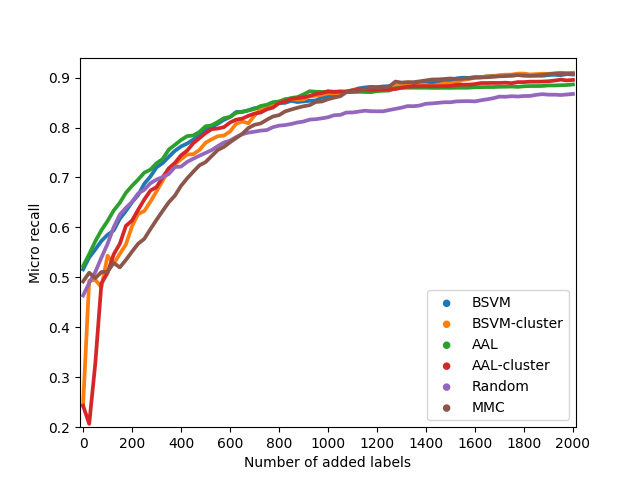 Micro recall
0.9
0.8
0.7
0.6
0.5
0.4
0.3
0.2
BSVM
BSVM-cluster
AAL
AAL-cluster
Random
MMC
0 200 400 600 800 1000 1200 1400 1600 1800 2000
Number of added labels